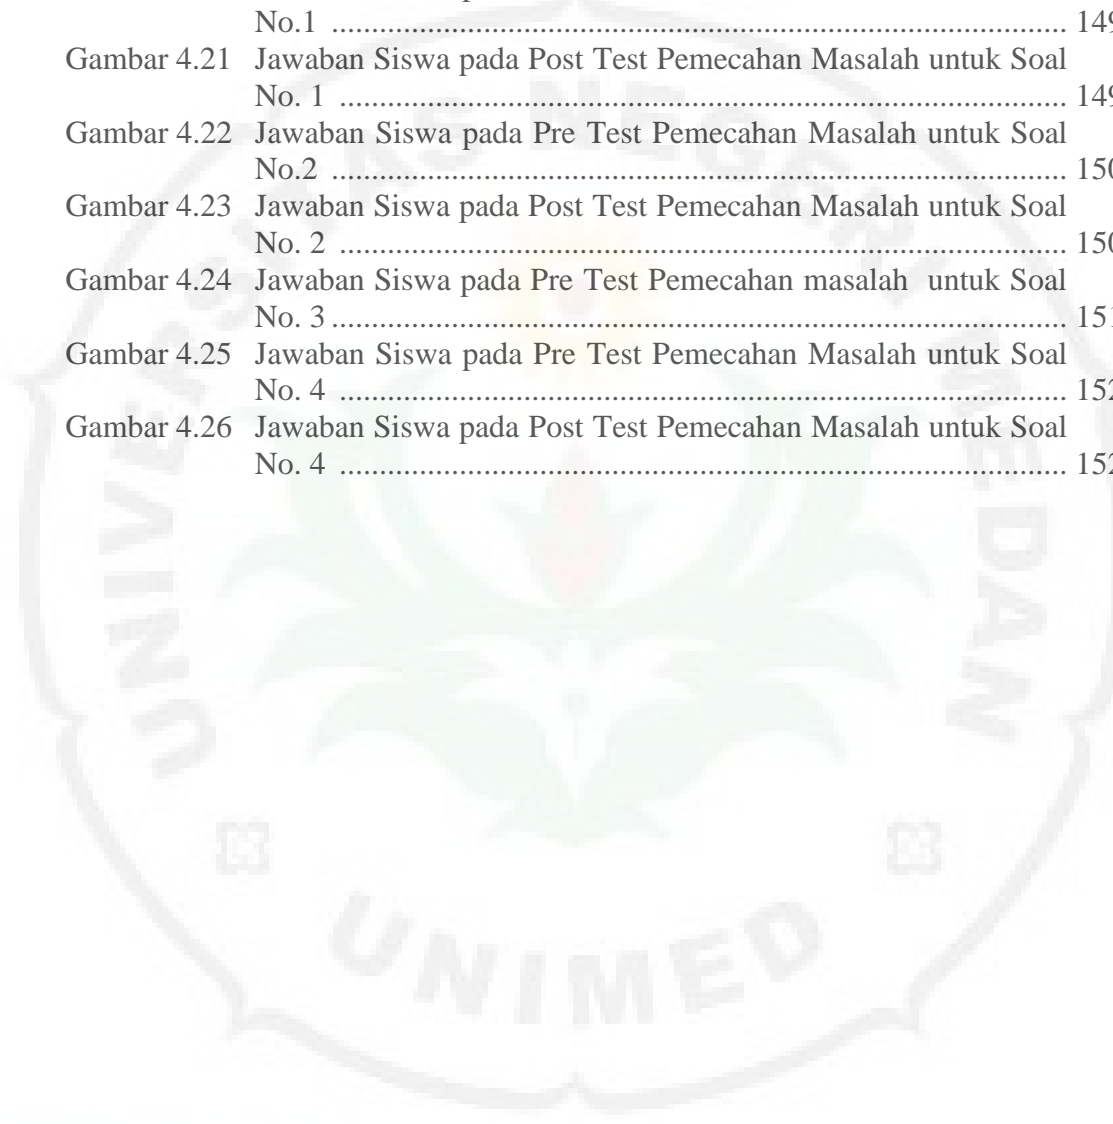 No.1 ............................................................................................ 149
Gambar 4.21 Jawaban Siswa pada Post Test Pemecahan Masalah untuk Soal
No. 1 ........................................................................................... 149
Gambar 4.22 Jawaban Siswa pada Pre Test Pemecahan Masalah untuk Soal
No.2 ............................................................................................ 150
Gambar 4.23 Jawaban Siswa pada Post Test Pemecahan Masalah untuk Soal
No. 2 ........................................................................................... 150
Gambar 4.24 Jawaban Siswa pada Pre Test Pemecahan masalah untuk Soal
No. 3 ............................................................................................ 151
Gambar 4.25 Jawaban Siswa pada Pre Test Pemecahan Masalah untuk Soal
No. 4 ........................................................................................... 152
Gambar 4.26 Jawaban Siswa pada Post Test Pemecahan Masalah untuk Soal
No. 4 ........................................................................................... 152
UNIVERSITAS NEGERI MEDAN
UNIMED